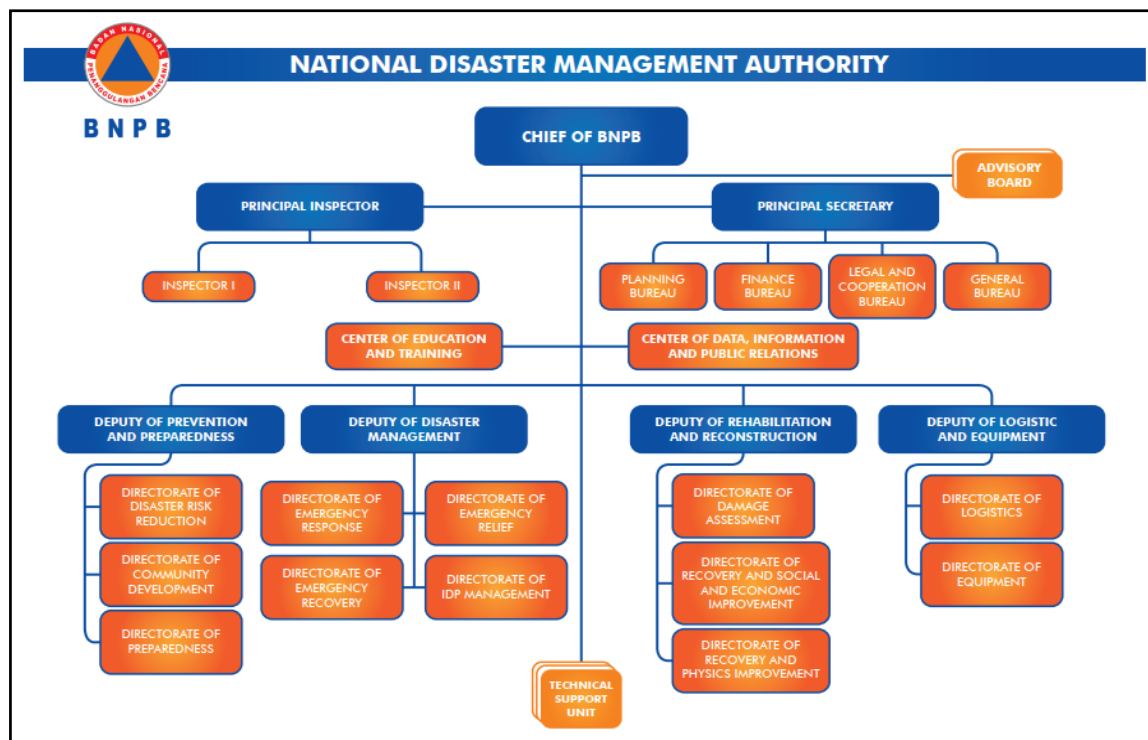 BADAN NASIONAL
PENANGGULANGAN BENCANA
BNPB
NATIONAL DISASTER MANAGEMENT AUTHORITY
CHIEF OF BNPB
ADVISORY
BOARD
PRINCIPAL INSPECTOR
PRINCIPAL SECRETARY
INSPECTOR I
INSPECTOR II
PLANNING
BUREAU
FINANCE
BUREAU
LEGAL AND
COOPERATION
BUREAU
GENERAL
BUREAU
CENTER OF EDUCATION
AND TRAINING
CENTER OF DATA, INFORMATION
AND PUBLIC RELATIONS
DEPUTY OF PREVENTION
AND PREPAREDNESS
DEPUTY OF DISASTER
MANAGEMENT
DEPUTY OF REHABILITATION
AND RECONSTRUCTION
DEPUTY OF LOGISTIC
AND EQUIPMENT
DIRECTORATE OF
DISASTER RISK
REDUCTION
DIRECTORATE OF
COMMUNITY
DEVELOPMENT
DIRECTORATE OF
PREPAREDNESS
DIRECTORATE OF
EMERGENCY
RESPONSE
DIRECTORATE OF
EMERGENCY
RELIEF
DIRECTORATE OF
EMERGENCY
RECOVERY
DIRECTORATE OF
IDP MANAGEMENT
DIRECTORATE OF
DAMAGE
ASSESSMENT
DIRECTORATE OF
RECOVERY AND SOCIAL
AND ECONOMIC
IMPROVEMENT
DIRECTORATE OF
RECOVERY AND
PHYSICS IMPROVEMENT
DIRECTORATE OF
LOGISTICS
DIRECTORATE OF
EQUIPMENT
TECHNICAL
SUPPORT
UNIT